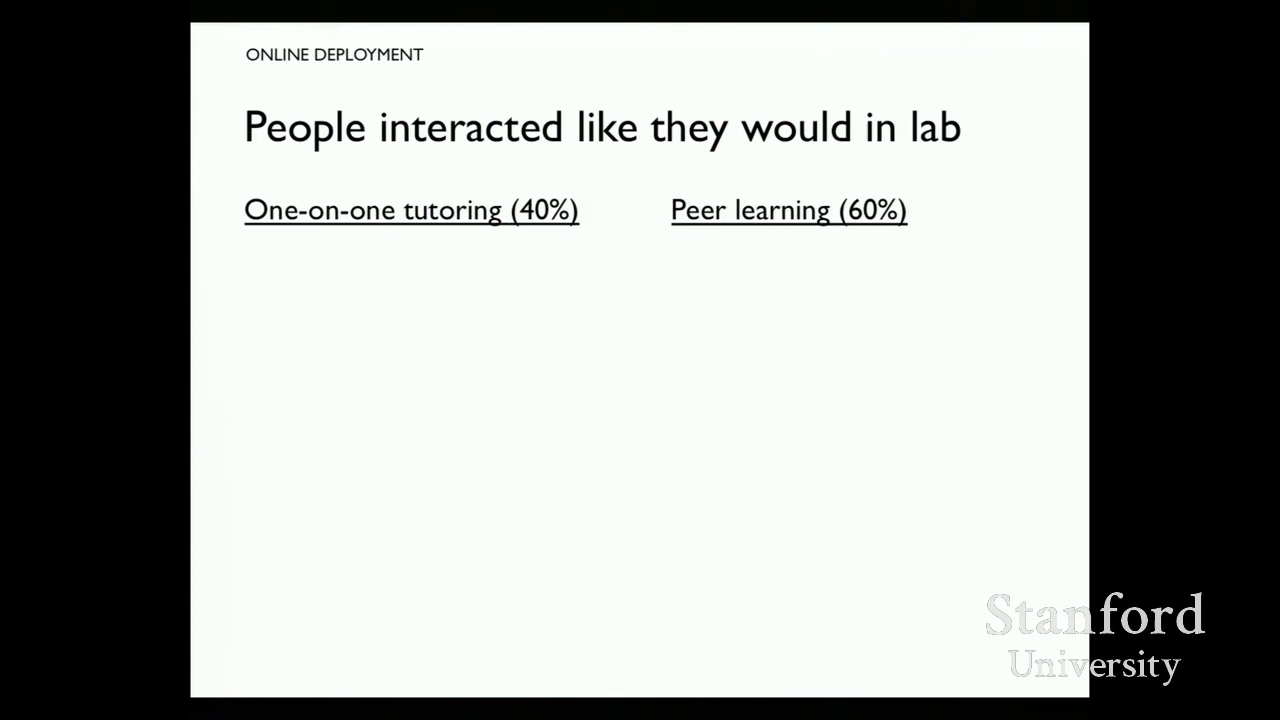 ONLINE DEPLOYMENT
People interacted like they would in lab
One-on-one tutoring (40%)
Peer learning (60%)
Stanford
University